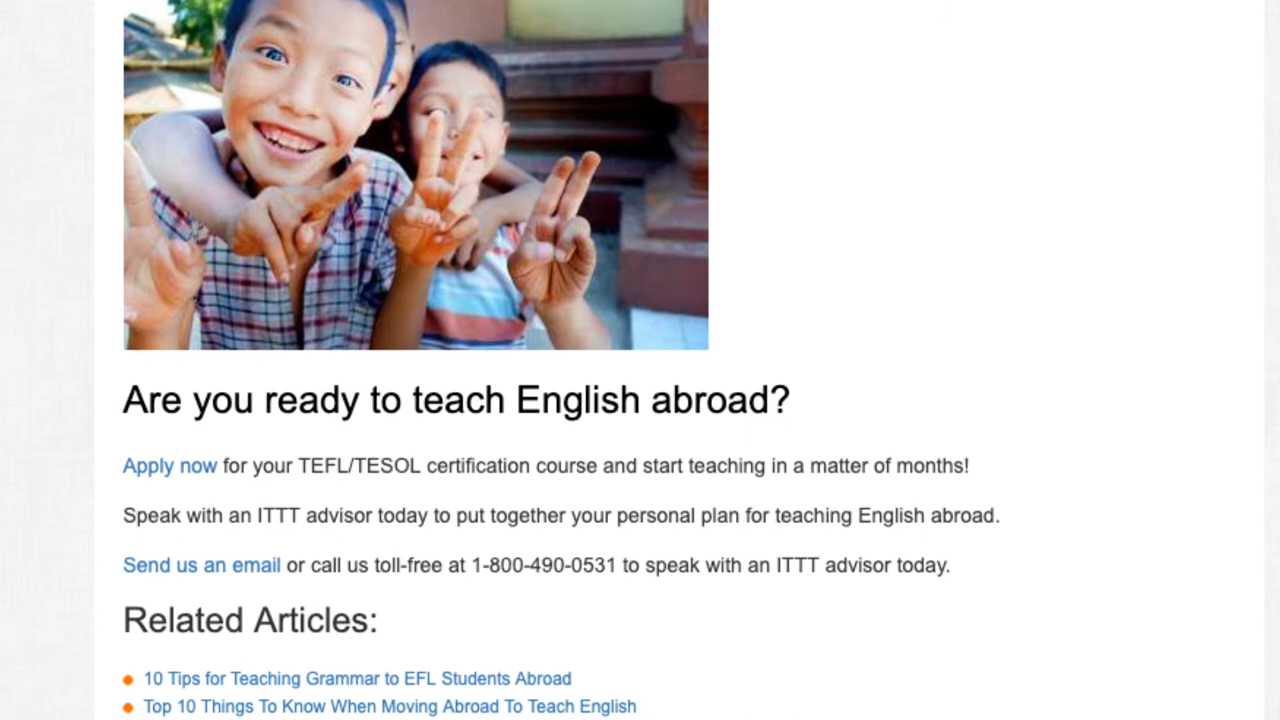 Are you ready to teach English abroad?
Apply now for your TEFL/TESOL certification course and start teaching in a matter of months!
Speak with an ITTT advisor today to put together your personal plan for teaching English abroad.
Send us an email or call us toll-free at 1-800-490-0531 to speak with an ITTT advisor today.
Related Articles:
10 Tips for Teaching Grammar to EFL Students Abroad
Top 10 Things To Know When Moving Abroad To Teach English